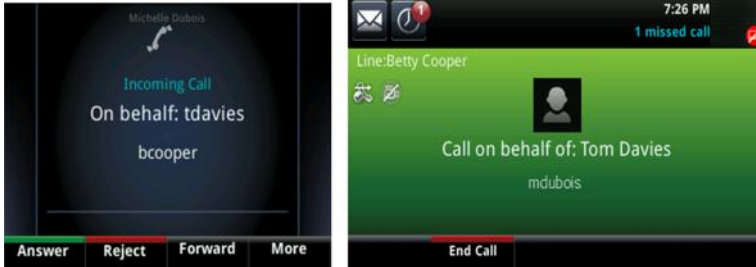 Michelle Dubois
Incoming Call
On behalf: tdavies
bcooper
Answer Reject Forward More
1
7:26 PM
1 missed call
Line:Betty Cooper
Call on behalf of: Tom Davies
mdubois
End Call